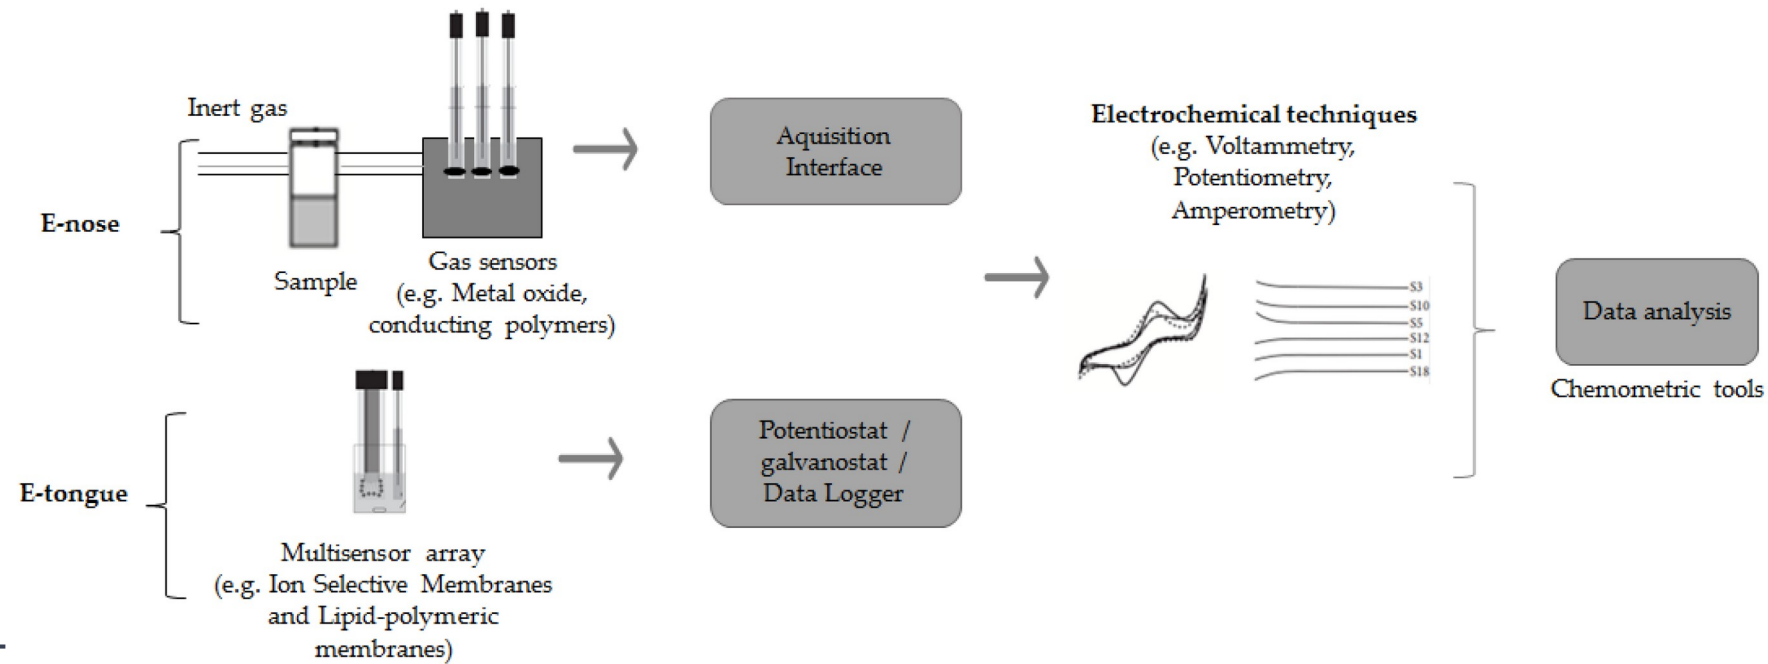 Inert gas
E-nose
Sample
Gas sensors
(e.g. Metal oxide,
conducting polymers)
Aquisition
Interface
E-tongue
Multisensor array
(e.g. Ion Selective Membranes
and Lipid-polymeric
membranes)
Potentiostat /
galvanostat /
Data Logger
Electrochemical techniques
(e.g. Voltammetry,
Potentiometry,
Amperometry)
S3
S10
S5
S12
S1
S18
Data analysis
Chemometric tools